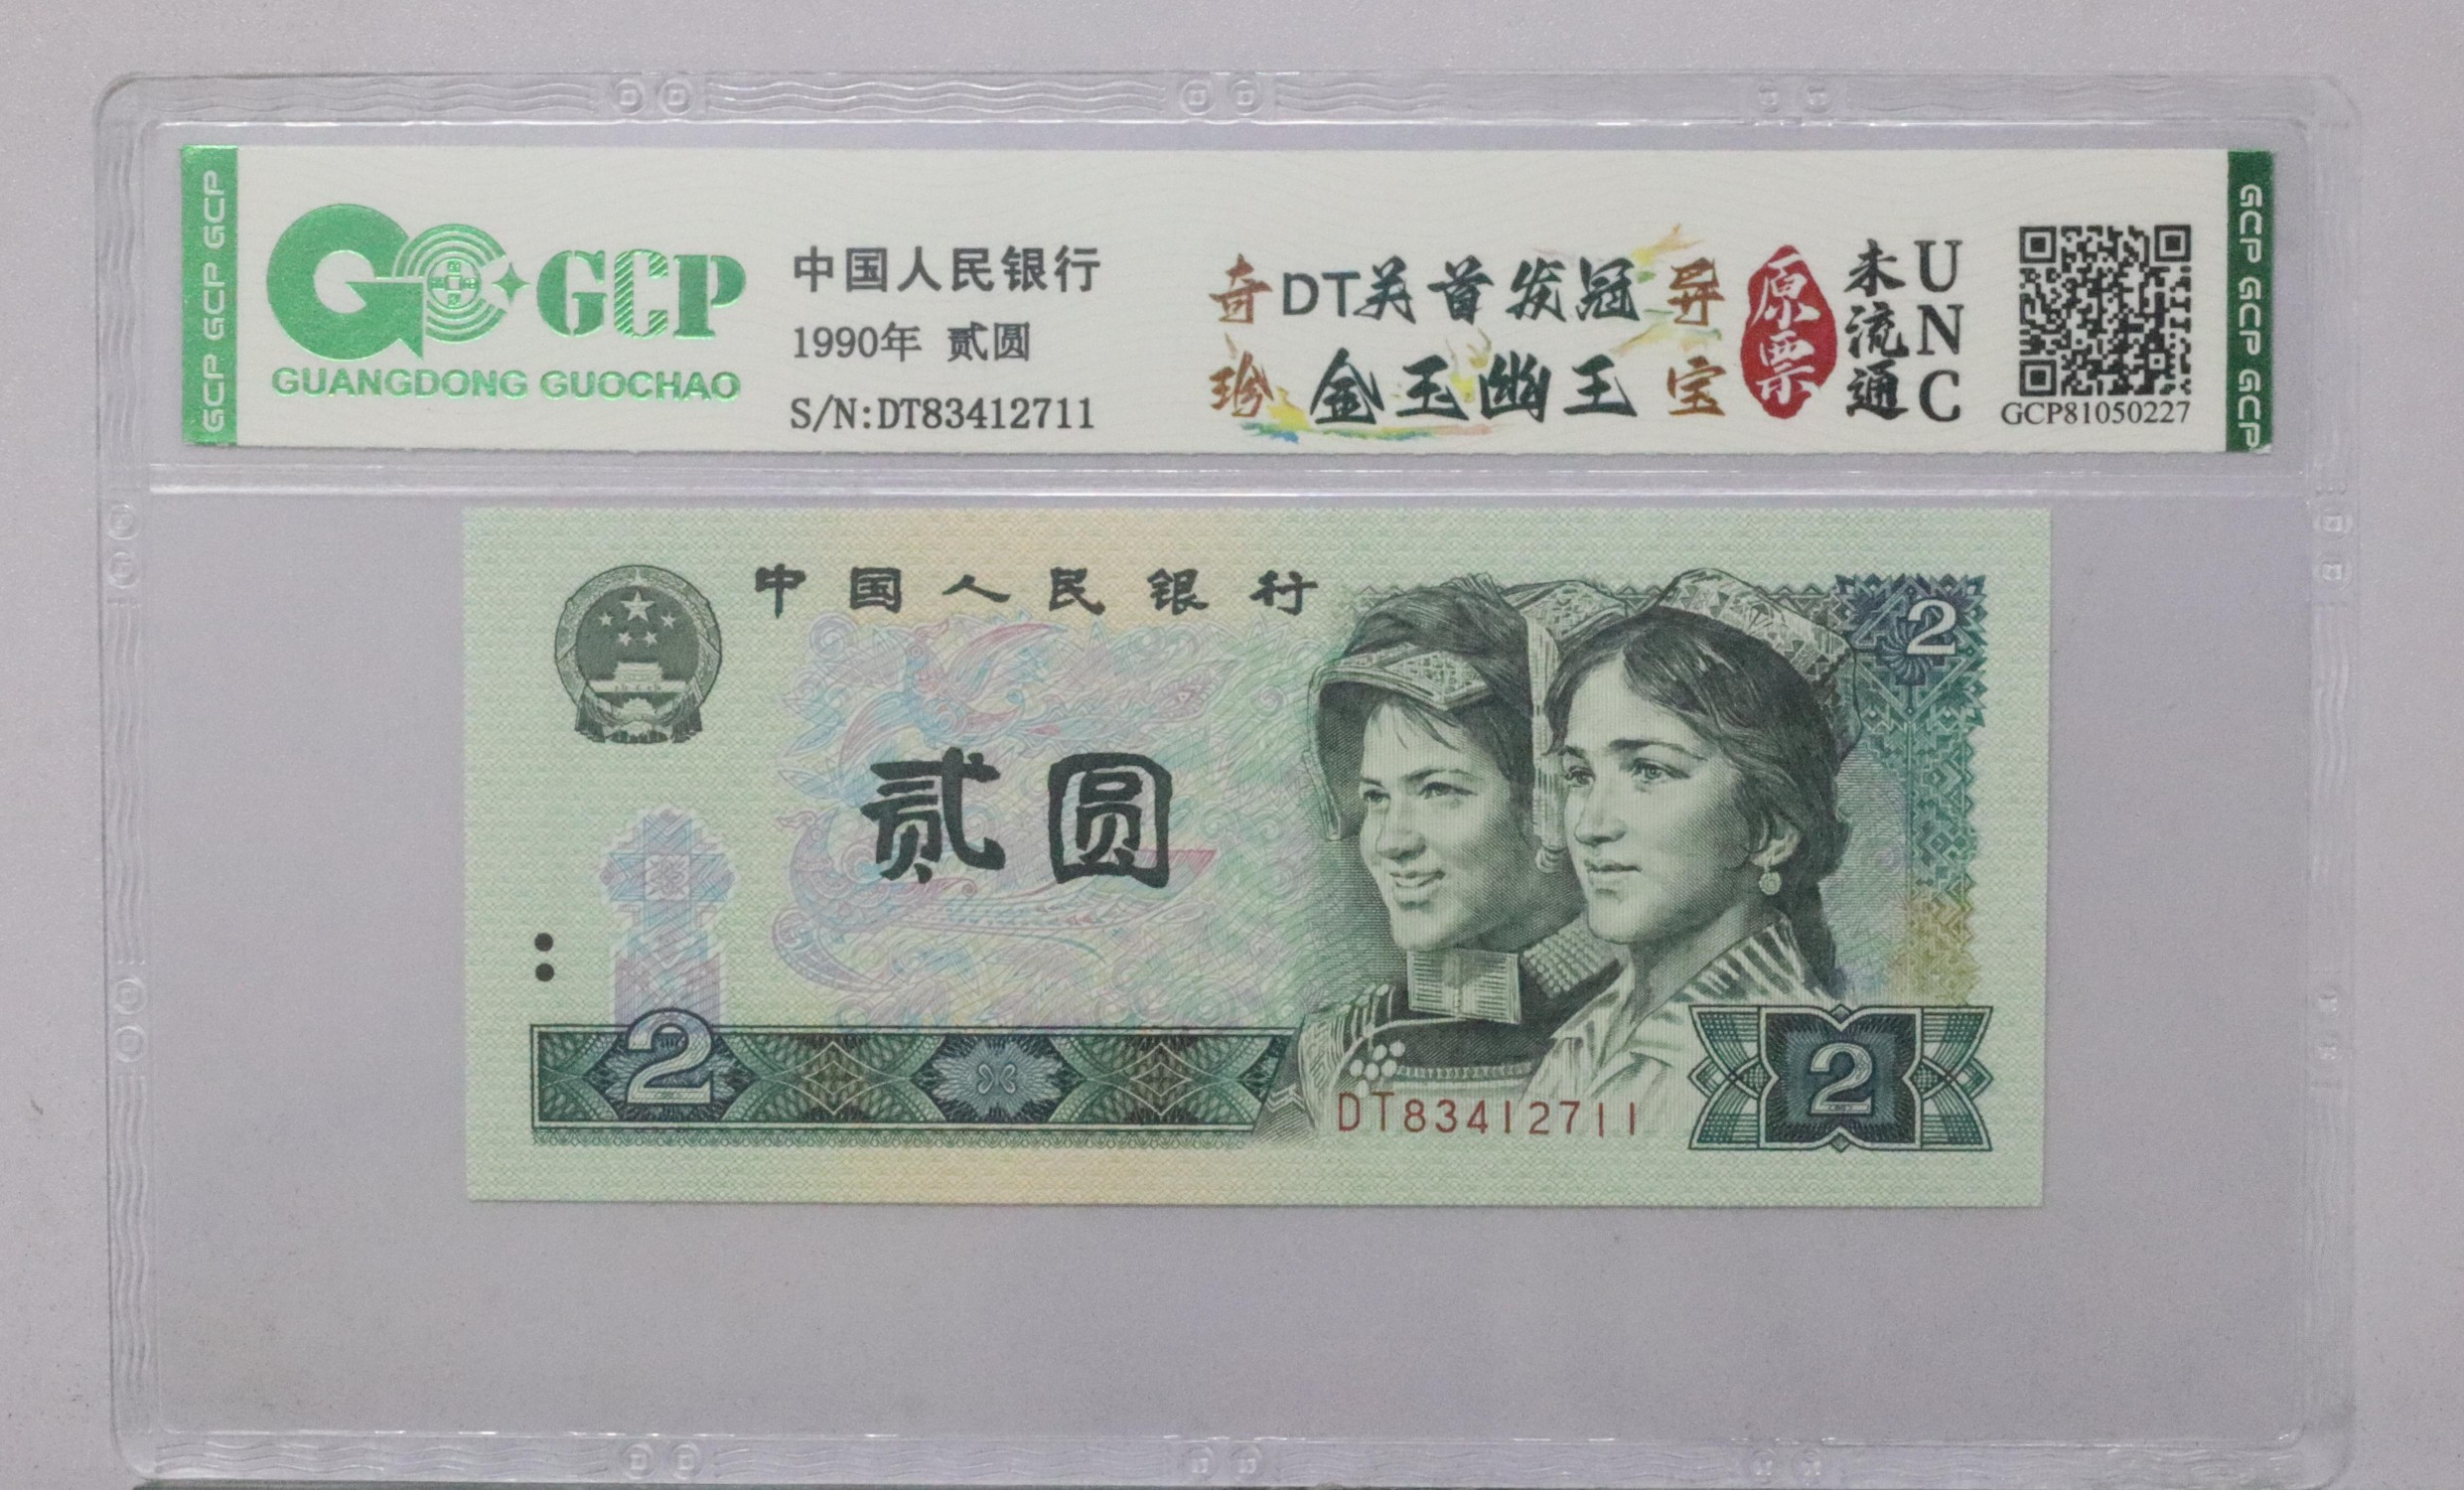 GCP GCP GCP
GCP
GUANGDONG GUOCHAO
中国人民银行
1990年 贰圆
S/N:DT83412711
奇DT关首发冠异
珍金玉幽王宝
原票
未流通
UNC
GCP81050227
GCP GCP GCP
中国人民银行
2
贰圆
2
DT83412711
2